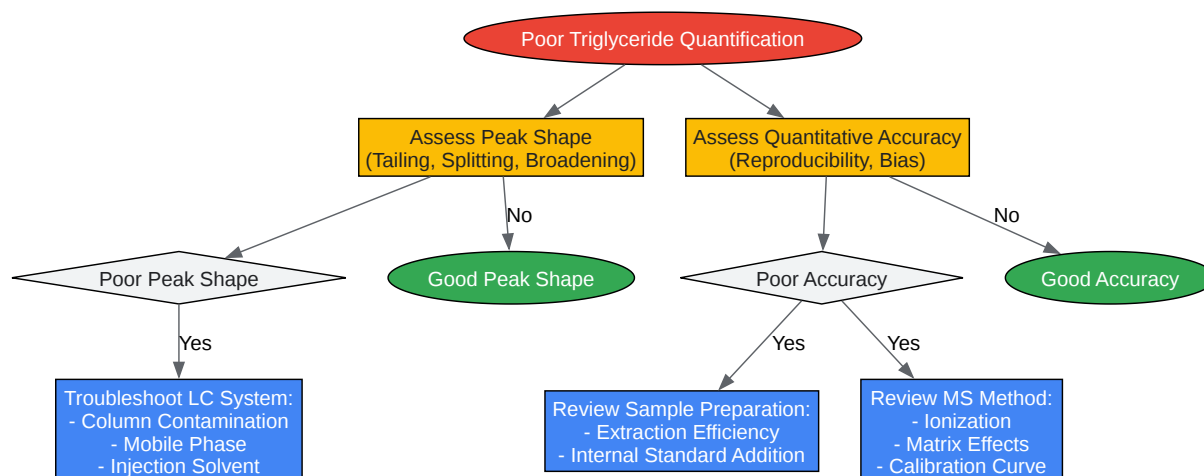 Poor Triglyceride Quantification
Assess Peak Shape
(Tailing, Splitting, Broadening)
Assess Quantitative Accuracy
(Reproducibility, Bias)
No
No
Poor Peak Shape
Good Peak Shape
Poor Accuracy
Good Accuracy
Yes
Yes
Yes
Troubleshoot LC System:
- Column Contamination
- Mobile Phase
- Injection Solvent
Review Sample Preparation:
- Extraction Efficiency
- Internal Standard Addition
Review MS Method:
- Ionization
- Matrix Effects
- Calibration Curve